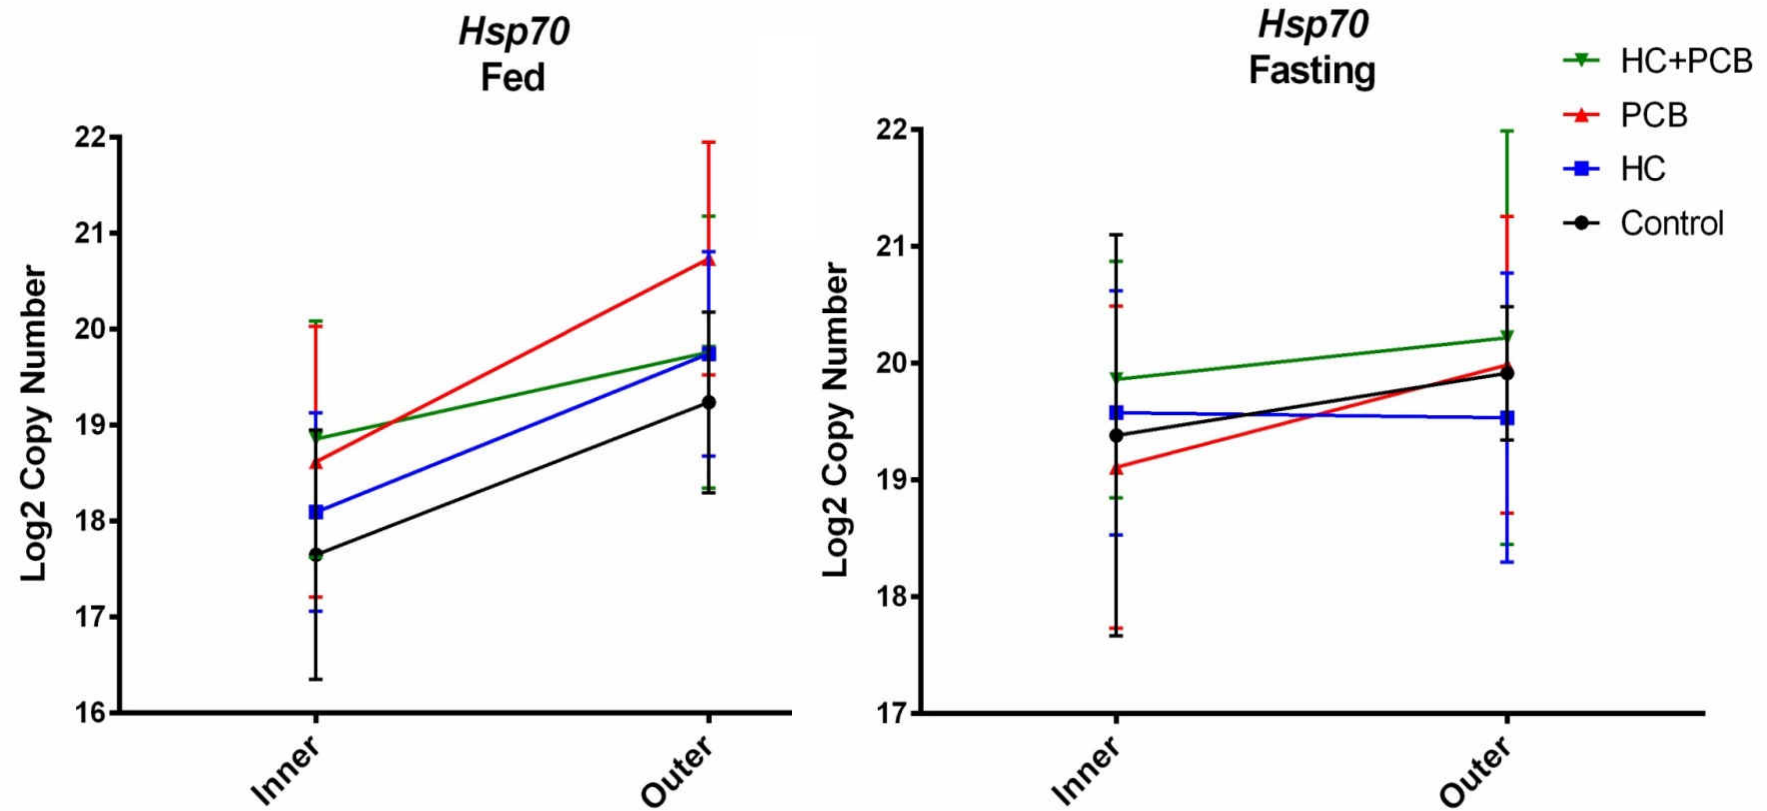 Hsp70
Fed
Log2 Copy Number
22
21
20
19
18
17
16
Inner
Outer
Hsp70
Fasting
Log2 Copy Number
22
21
20
19
18
17
Inner
Outer
HC+PCB
PCB
HC
Control